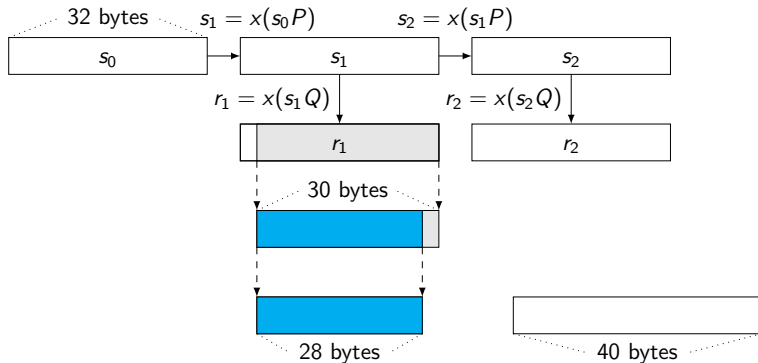 32 bytes
s₁ = x(s₀P)
s₂ = x(s₁P)
s₀
s₁
s₂
r₁ = x(s₁Q)
r₂ = x(s₂Q)
r₁
r₂
30 bytes
28 bytes
40 bytes